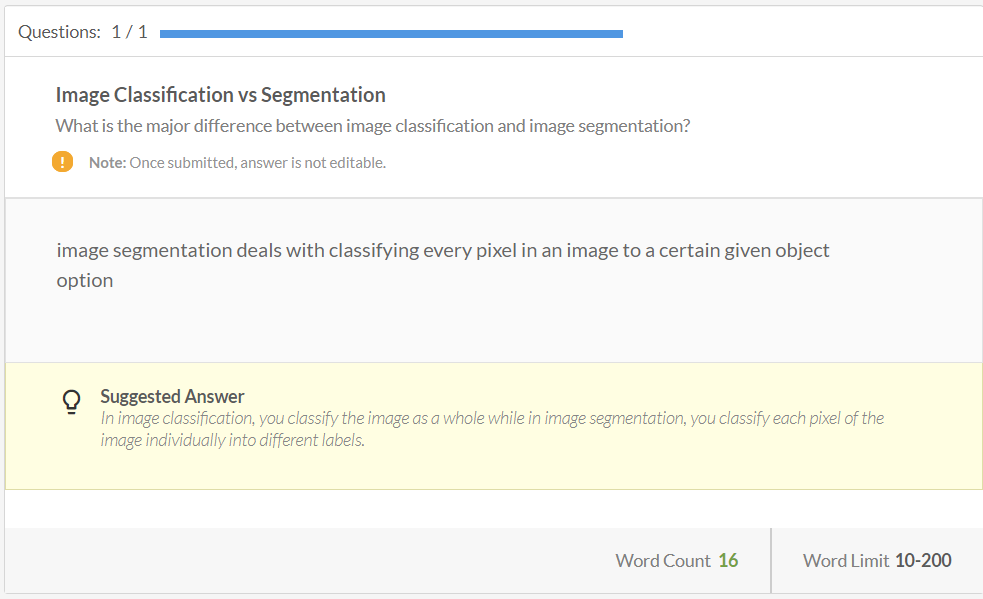 Questions: 1 / 1
Image Classification vs Segmentation
What is the major difference between image classification and image segmentation?
! Note: Once submitted, answer is not editable.
image segmentation deals with classifying every pixel in an image to a certain given object
option
Suggested Answer
In image classification, you classify the image as a whole while in image segmentation, you classify each pixel of the
image individually into different labels.
Word Count 16 Word Limit 10-200